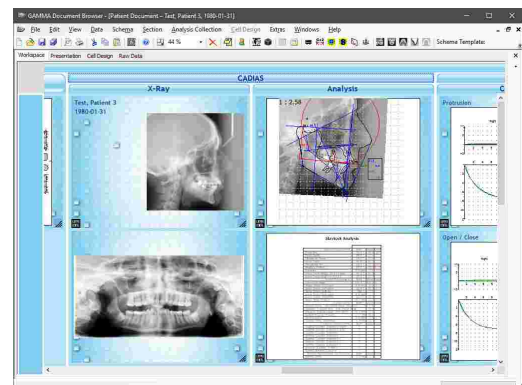 GAMMA Document Browser - [Patient Document – Test, Patient 3, 1980-01-31]
File Edit View Data Schema Section Analysis Collection Cell Design Extras Windows Help
44 % Scheme Template:
Workspace Presentation Cell Design Raw Data
CADIAS
X-Ray Analysis
Test, Patient 3
1980-01-31
1 : 2,58
Protrusion
Slavicek Analysis
Open / Close